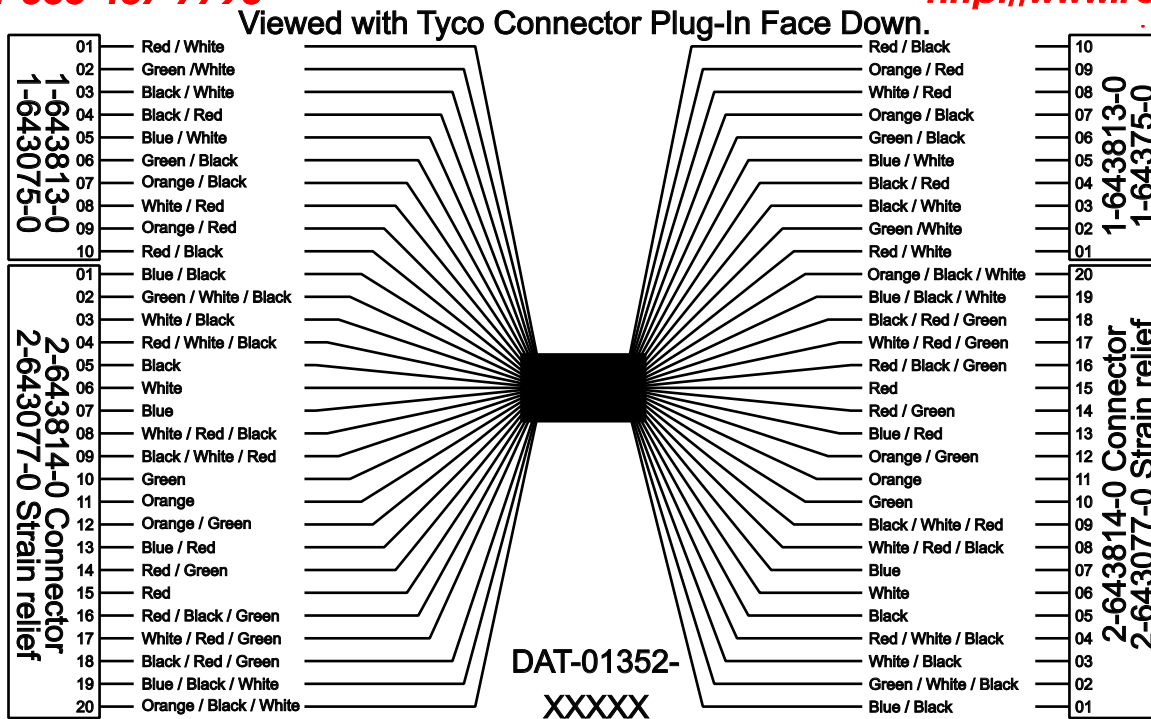 Viewed with Tyco Connector Plug-In Face Down.
1-643813-0
1-643075-0
01 Red / White
02 Green /White
03 Black / White
04 Black / Red
05 Blue / White
06 Green / Black
07 Orange / Black
08 White / Red
09 Orange / Red
10 Red / Black
2-643814-0 Connector
2-643077-0 Strain relief
01 Blue / Black
02 Green / White / Black
03 White / Black
04 Red / White / Black
05 Black
06 White
07 Blue
08 White / Red / Black
09 Black / White / Red
10 Green
11 Orange
12 Orange / Green
13 Blue / Red
14 Red / Green
15 Red
16 Red / Black / Green
17 White / Red / Green
18 Black / Red / Green
19 Blue / Black / White
20 Orange / Black / White
DAT-01352-
XXXXX
Red / Black 10
Orange / Red 09
White / Red 08
Orange / Black 07
Green / Black 06
Blue / White 05
Black / Red 04
Black / White 03
Green /White 02
Red / White 01
1-643813-0
1-64375-0
Orange / Black / White 20
Blue / Black / White 19
Black / Red / Green 18
White / Red / Green 17
Red / Black / Green 16
Red 15
Red / Green 14
Blue / Red 13
Orange / Green 12
Orange 11
Green 10
Black / White / Red 09
White / Red / Black 08
Blue 07
White 06
Black 05
Red / White / Black 04
White / Black 03
Green / White / Black 02
Blue / Black 01
2-643814-0 Connector
2-643077-0 Strain relief